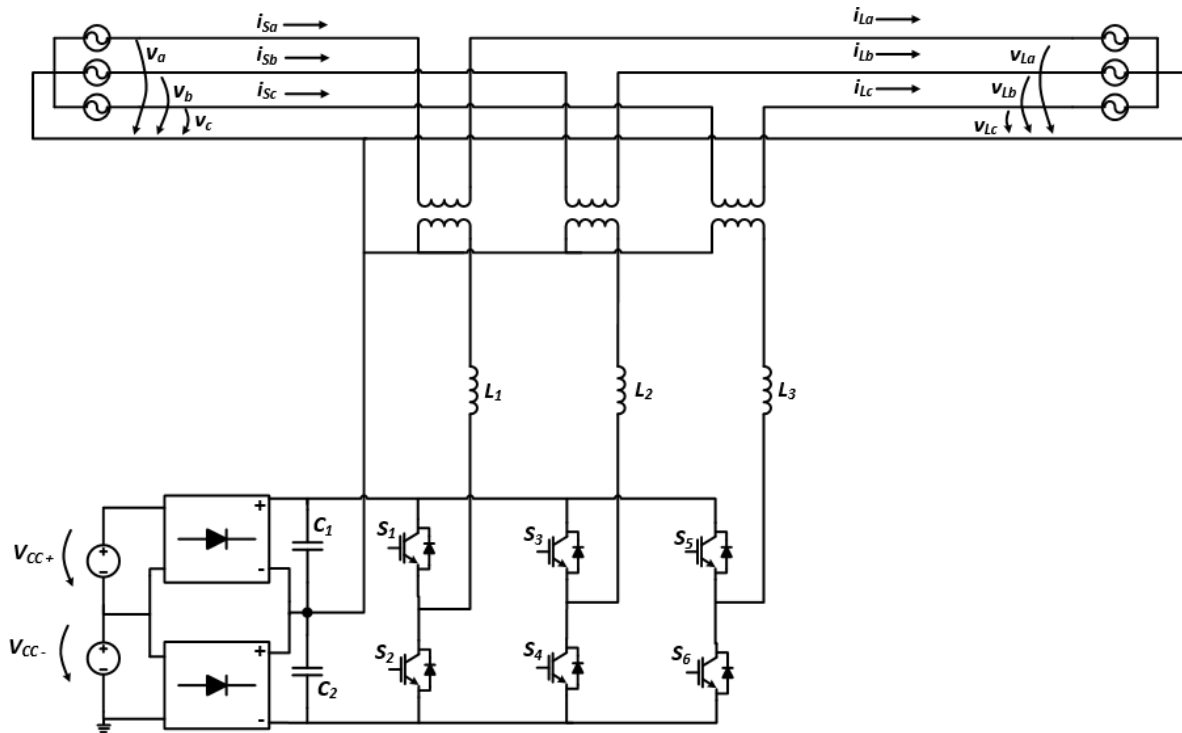 iSa
iLa
va
iSb
iLb
vLa
vb
iSc
iLc
vLb
vc
vLc
L1
L2
L3
+
C1
S1
S3
S5
VCC+
+
-
-
VCC-
+
-
+
S2
S4
S6
C2
-